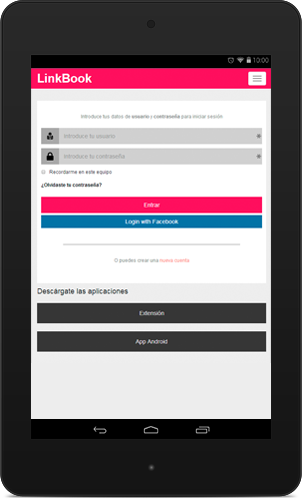 10:00
LinkBook
Introduce tus datos de usuario y contraseña para iniciar sesión
Introduce tu usuario
Introduce tu contraseña
Recordarme en este equipo
¿Olvidaste tu contraseña?
Entrar
Login with Facebook
O puedes crear una nueva cuenta
Descárgate las aplicaciones
Extensión
App Android